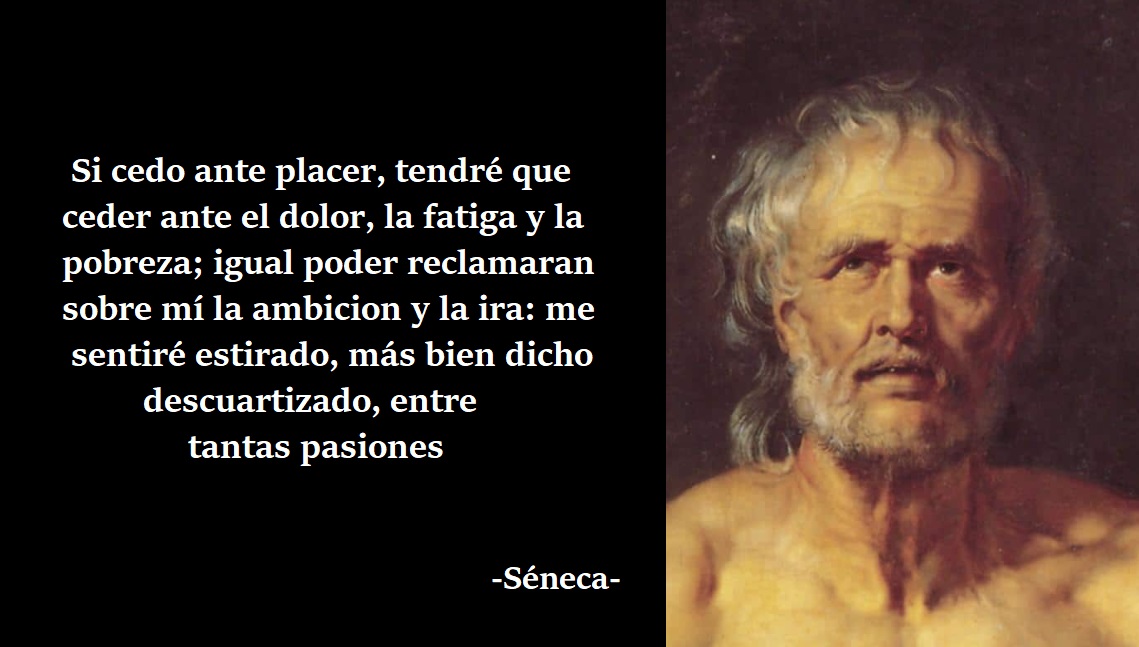 Si cedo ante placer, tendré que
ceder ante el dolor, la fatiga y la
pobreza; igual poder reclamaran
sobre mí la ambicion y la ira: me
sentiré estirado, más bien dicho
descuartizado, entre
tantas pasiones
-Séneca-